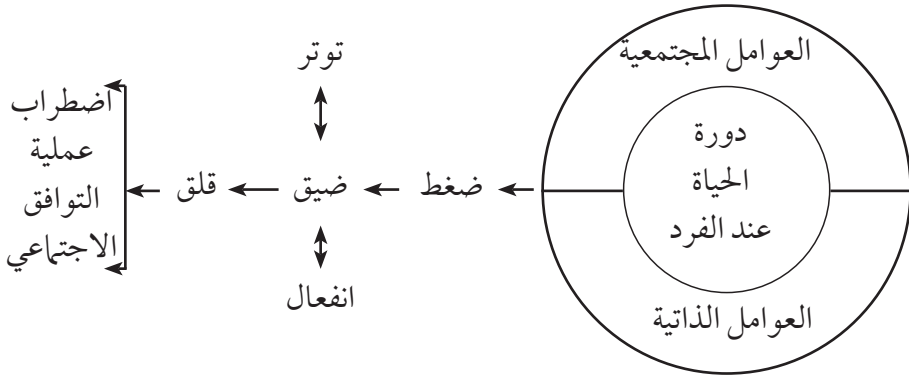 العوامل المجتمعية
دورة
الحياة
عند الفرد
العوامل الذاتية
ضغط
توتر
ضيق
انفعال
قلق
اضطراب
عملية
التوافق
الاجتماعي